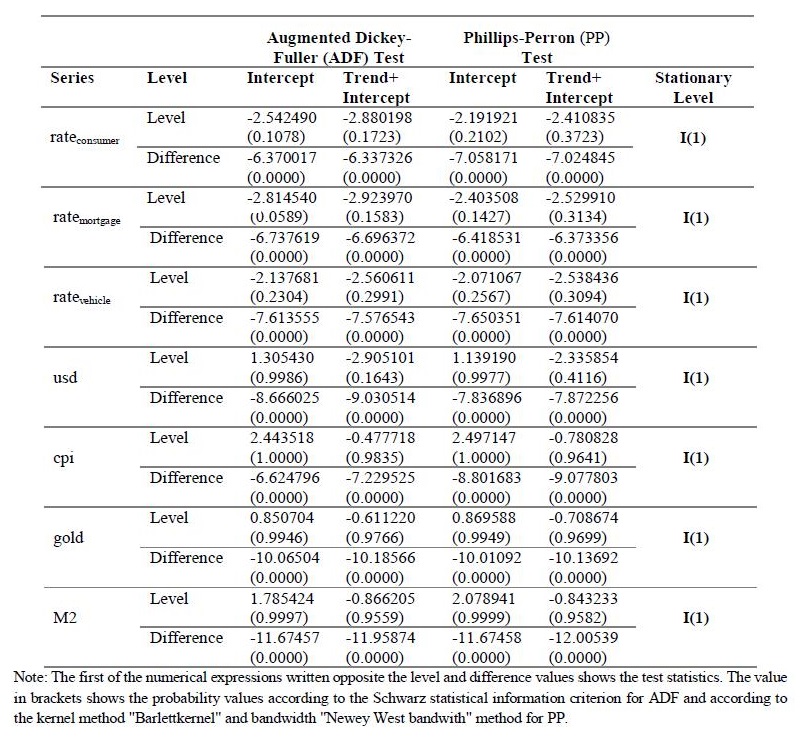 Augmented Dickey- Phillips-Perron (PP)
Fuller (ADF) Test Test
Series Level Intercept Trend+ Intercept Trend+ Stationary
Intercept Intercept Level
Level -2.542490 -2.880198 -2.191921 -2.410835
(0.1078) (0.1723) (0.2102) (0.3723)
rateconsumer I(1)
Difference -6.370017 -6.337326 -7.058171 -7.024845
(0.0000) (0.0000) (0.0000) (0.0000)
Level -2.814540 -2.923970 -2.403508 -2.529910
(0.0589) (0.1583) (0.1427) (0.3134)
ratemortgage I(1)
Difference -6.737619 -6.696372 -6.418531 -6.373356
(0.0000) (0.0000) (0.0000) (0.0000)
Level -2.137681 -2.560611 -2.071067 -2.538436
(0.2304) (0.2991) (0.2567) (0.3094)
ratevehicle I(1)
Difference -7.613555 -7.576543 -7.650351 -7.614070
(0.0000) (0.0000) (0.0000) (0.0000)
Level 1.305430 -2.905101 1.139190 -2.335854
(0.9986) (0.1643) (0.9977) (0.4116)
usd I(1)
Difference -8.666025 -9.030514 -7.836896 -7.872256
(0.0000) (0.0000) (0.0000) (0.0000)
Level 2.443518 -0.477718 2.497147 -0.780828
(1.0000) (0.9835) (1.0000) (0.9641)
cpi I(1)
Difference -6.624796 -7.229525 -8.801683 -9.077803
(0.0000) (0.0000) (0.0000) (0.0000)
Level 0.850704 -0.611220 0.869588 -0.708674
(0.9946) (0.9766) (0.9949) (0.9699)
gold I(1)
Difference -10.06504 -10.18566 -10.01092 -10.13692
(0.0000) (0.0000) (0.0000) (0.0000)
Level 1.785424 -0.866205 2.078941 -0.843233
(0.9997) (0.9559) (0.9999) (0.9582)
M2 I(1)
Difference -11.67457 -11.95874 -11.67458 -12.00539
(0.0000) (0.0000) (0.0000) (0.0000)
Note: The first of the numerical expressions written opposite the level and difference values shows the test statistics. The value
in brackets shows the probability values according to the Schwarz statistical information criterion for ADF and according to
the kernel method "Barlettkernel" and bandwidth "Newey West bandwith" method for PP.